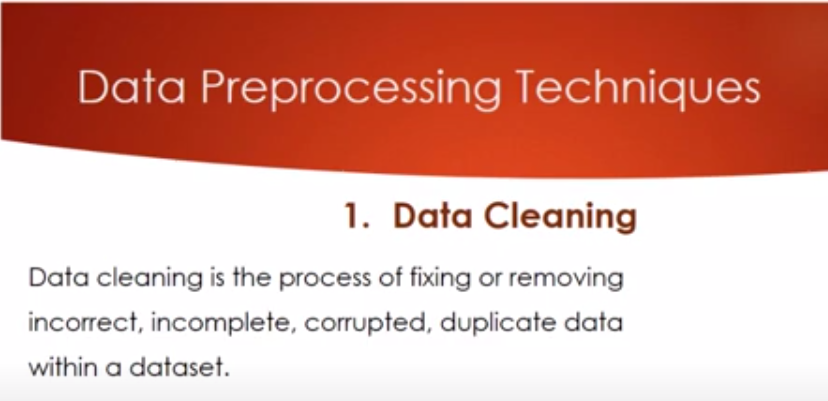 Data Preprocessing Techniques
1. Data Cleaning
Data cleaning is the process of fixing or removing
incorrect, incomplete, corrupted, duplicate data
within a dataset.